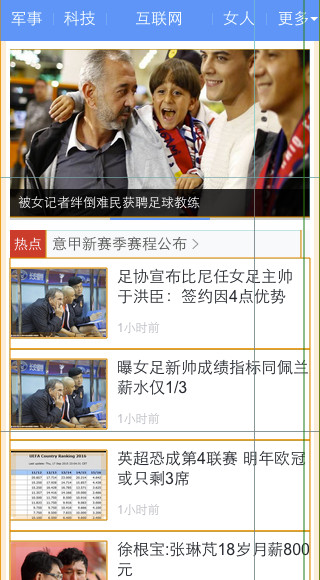 军事 科技 互联网 女人 更多
被女记者绊倒难民获聘足球教练
热点 意甲新赛季赛程公布
足协宣布比尼任女足主帅
于洪臣：签约因4点优势
1小时前
曝女足新帅成绩指标同佩兰
薪水仅1/3
1小时前
UEFA Country Ranking 2016
英超恐成第4联赛 明年欧冠
或只剩3席
1小时前
徐根宝:张琳芃18岁月薪800
元